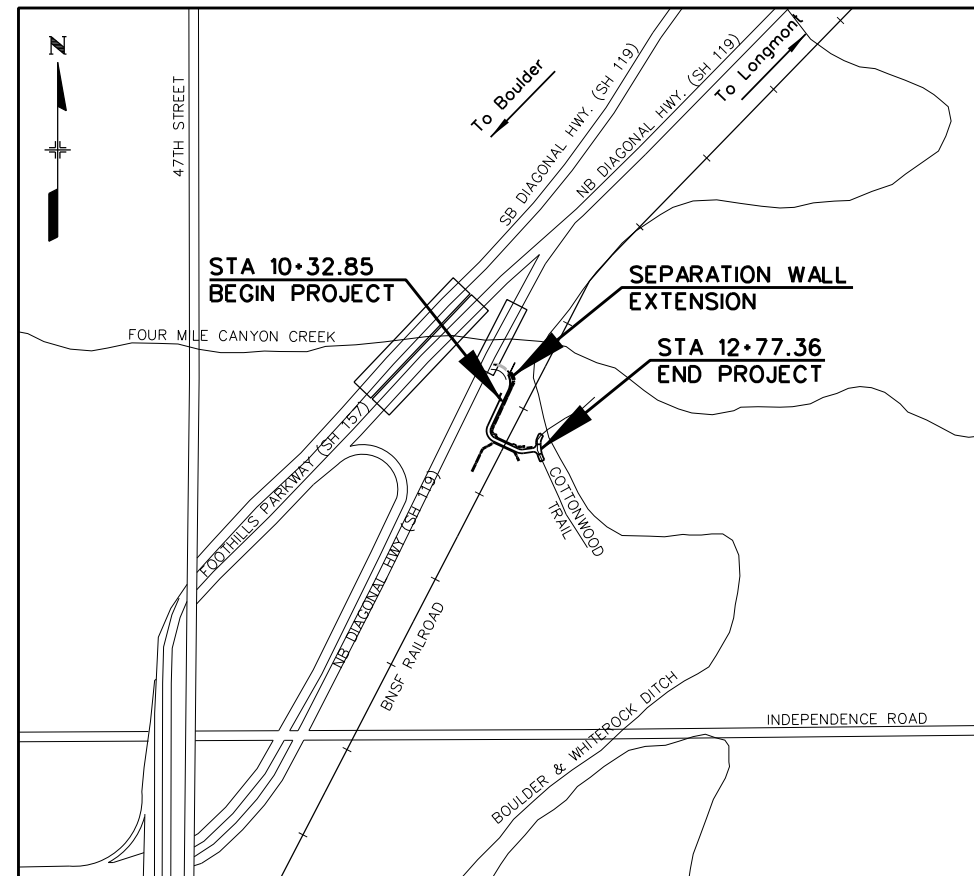 N
47TH STREET
To Boulder
SB DIAGONAL HWY. (SH 119)
NB DIAGONAL HWY. (SH 119)
To Longmont
STA 10+32.85
BEGIN PROJECT
SEPARATION WALL
EXTENSION
FOUR MILE CANYON CREEK
STA 12+77.36
END PROJECT
FOOTHILLS PARKWAY (SH 157)
NB DIAGONAL HWY (SH 119)
COTTONWOOD
TRAIL
BNSF RAILROAD
BOULDER & WHITEROCK DITCH
INDEPENDENCE ROAD